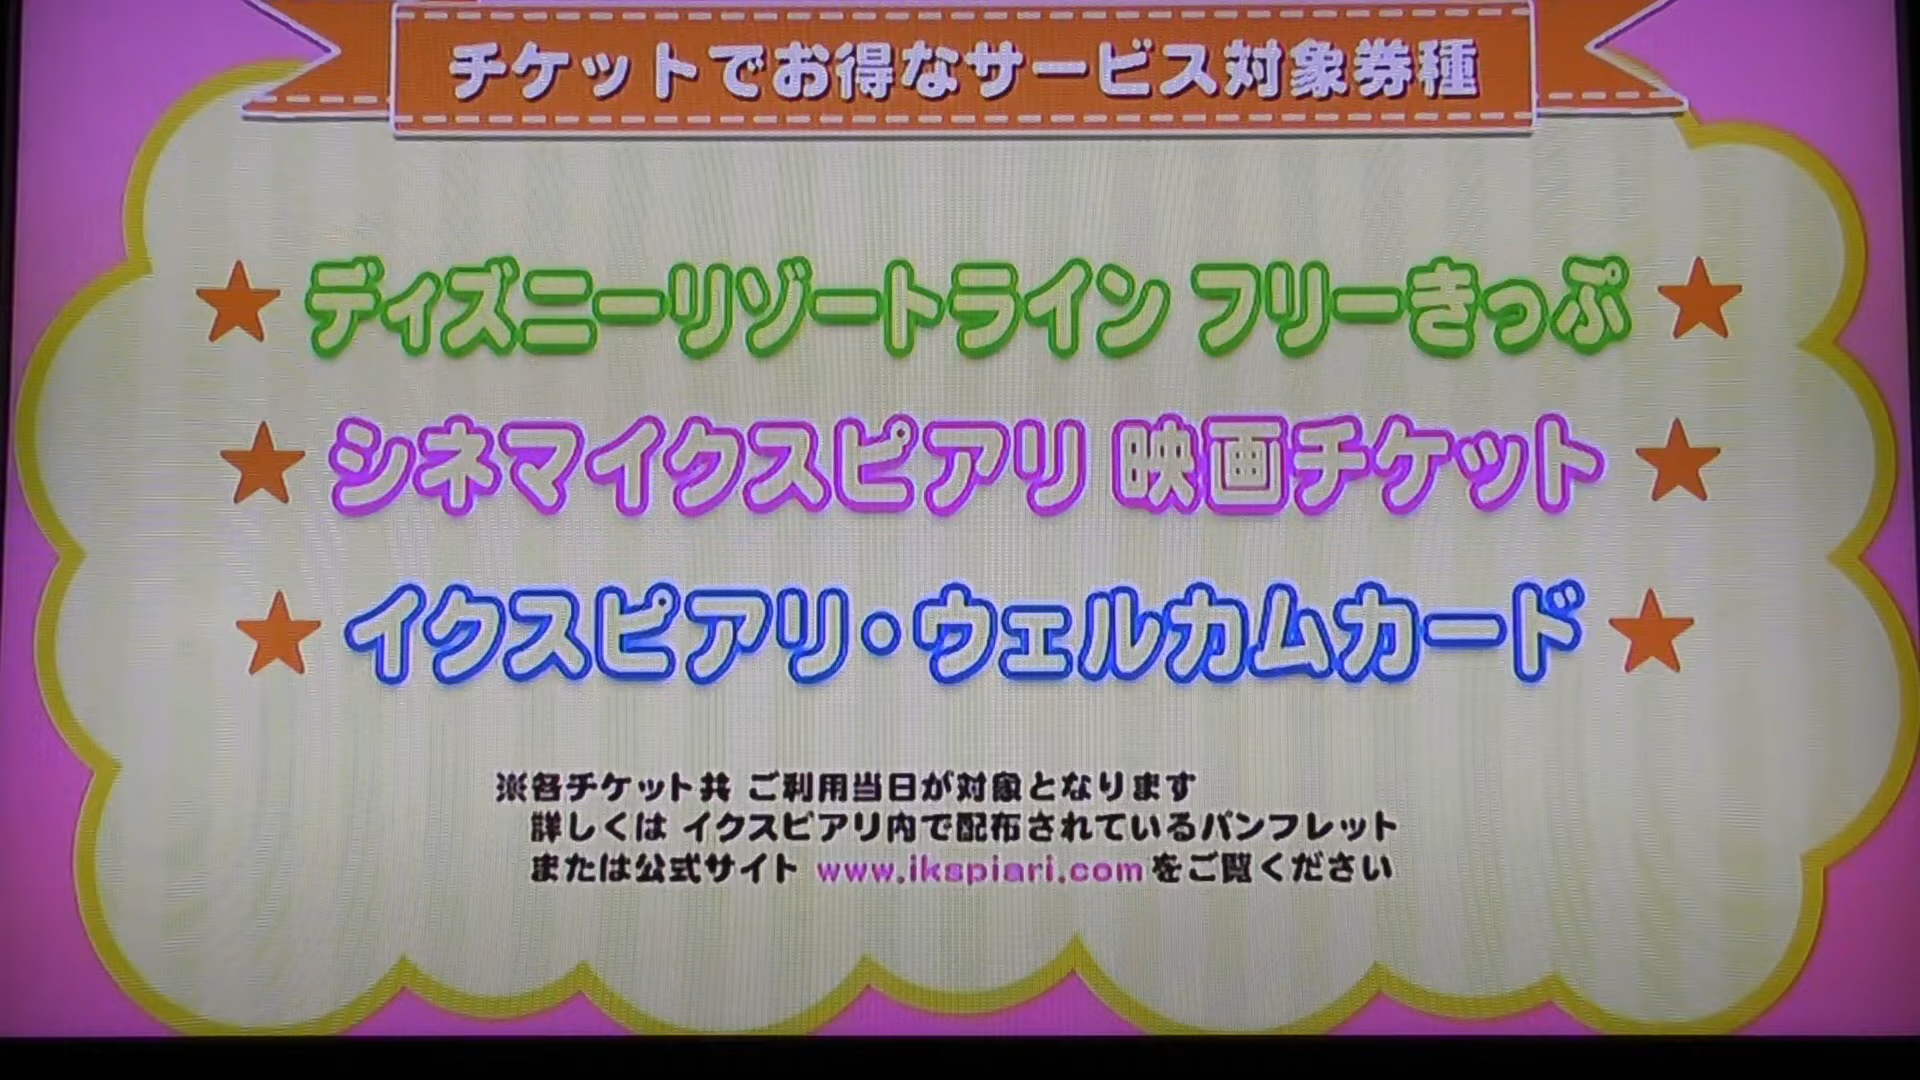 チケットでお得なサービス対象券種
★ ディズニーリゾートライン フリーきっぷ ★
★ シネマイクスピアリ 映画チケット ★
★ イクスピアリ・ウェルカムカード ★
※各チケット共 ご利用当日が対象となります
詳しくは イクスピアリ内で配布されているパンフレット
または公式サイト www.ikspiari.com をご覧ください